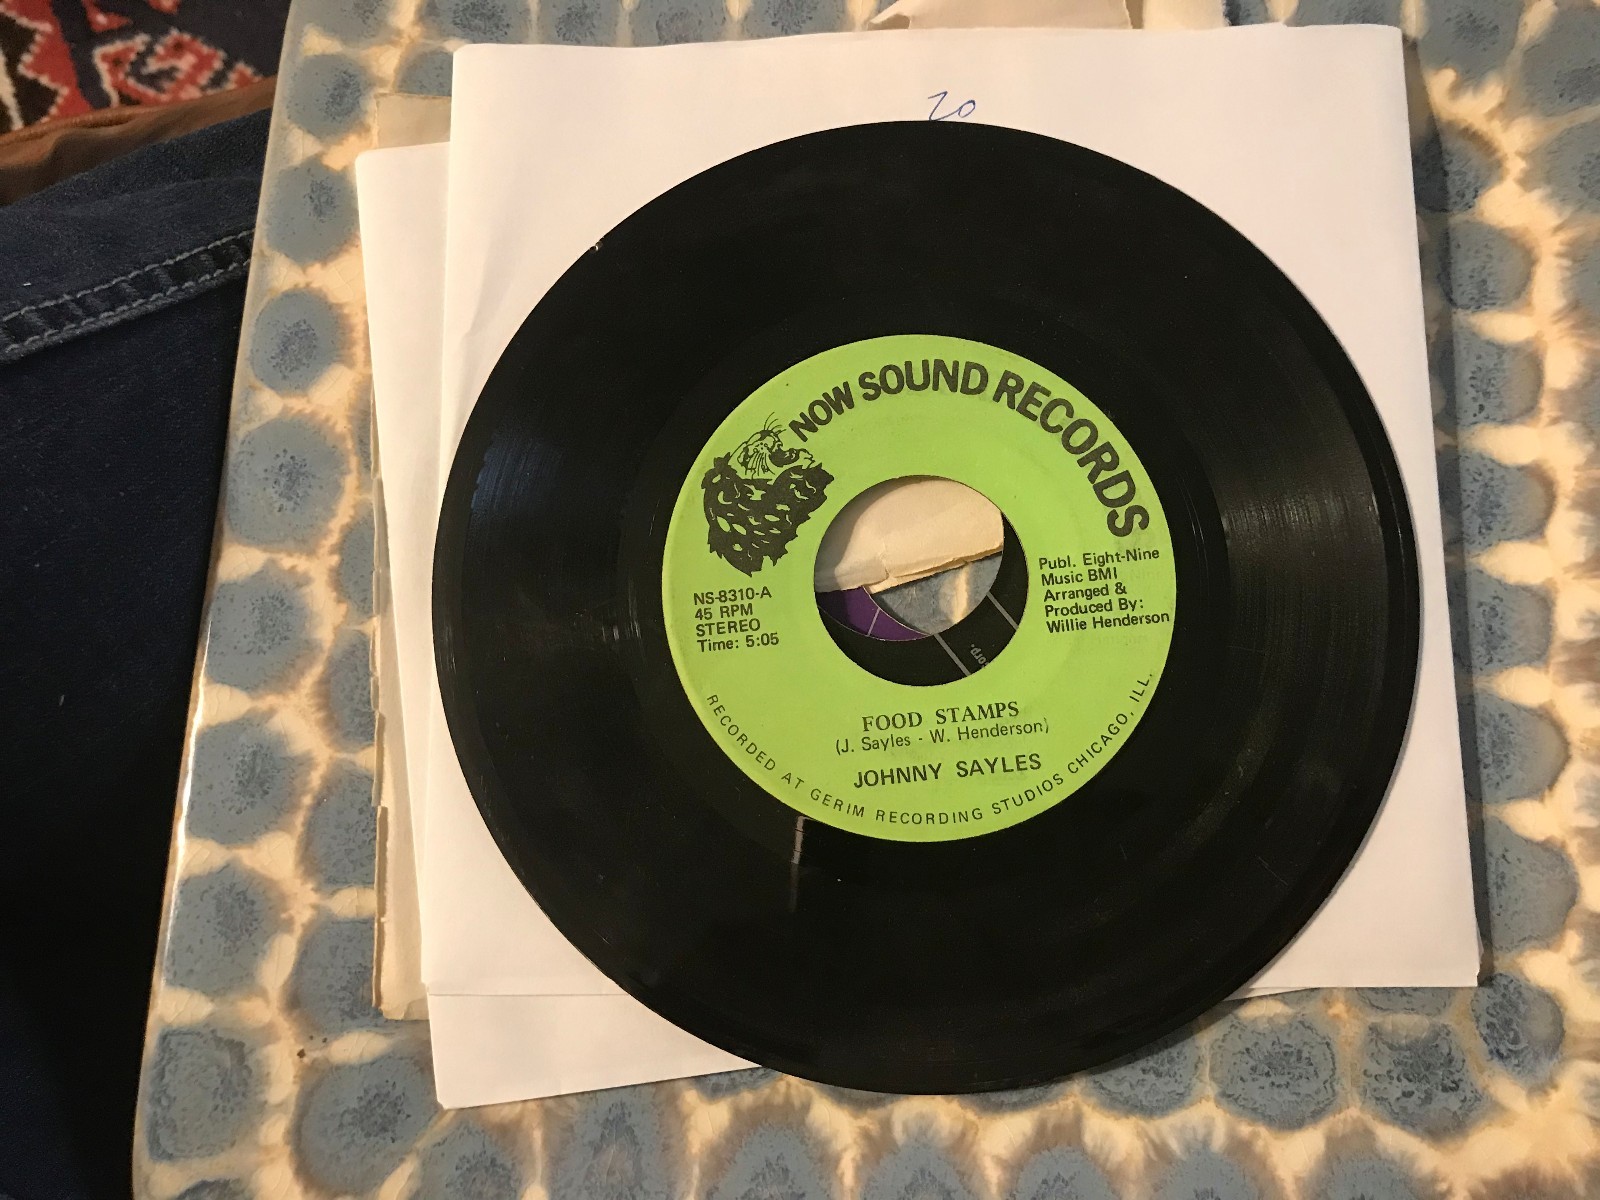 20
NOW SOUND RECORDS
NS-8310-A
45 RPM
STEREO
Time: 5:05
Publ. Eight-Nine
Music BMI
Arranged &
Produced By:
Willie Henderson
FOOD STAMPS
(J. Sayles - W. Henderson)
JOHNNY SAYLES
RECORDED AT GERIM RECORDING STUDIOS CHICAGO, ILL.